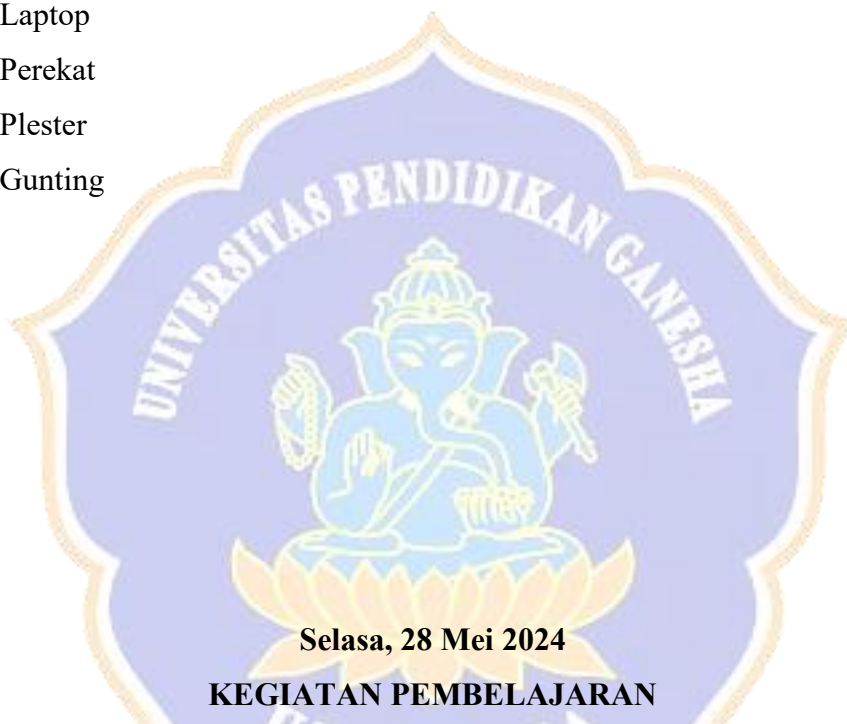 Laptop
Perekat
Plester
Gunting
UNIVERSITAS PENDIDIKAN GANESHA
Selasa, 28 Mei 2024
KEGIATAN PEMBELAJARAN